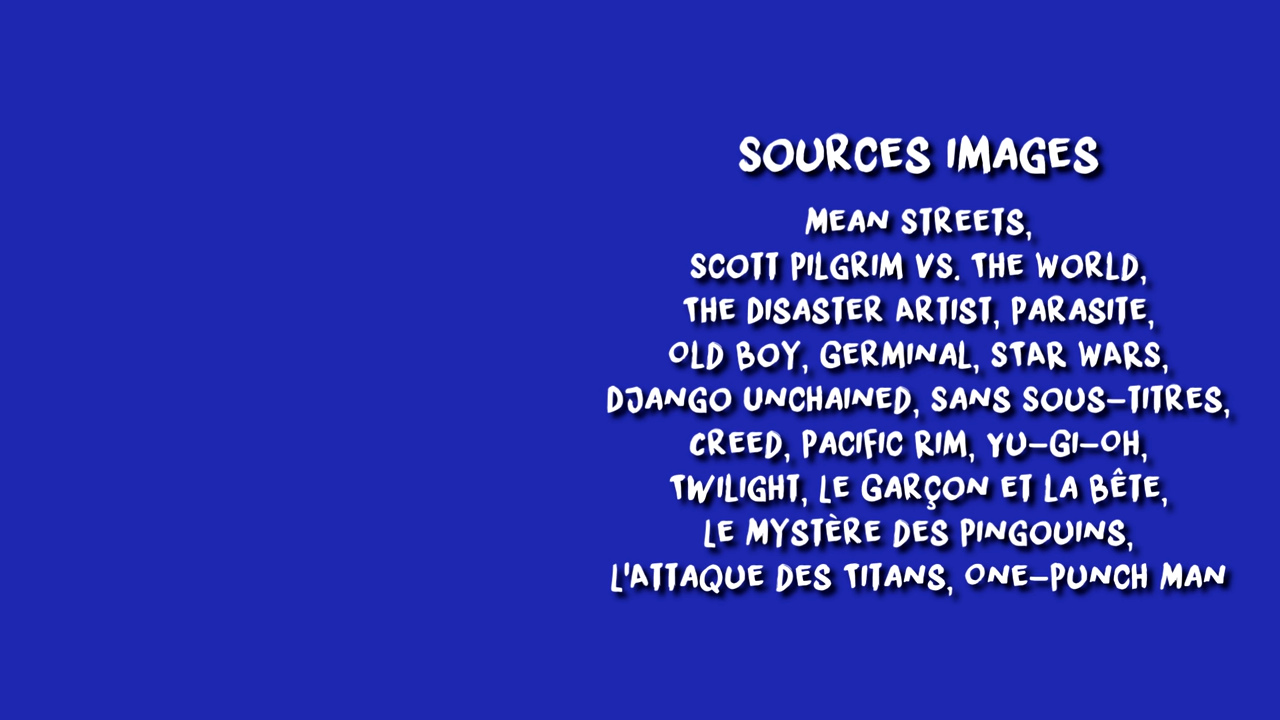 SOURCES IMAGES
MEAN STREETS,
SCOTT PILGRIM VS. THE WORLD,
THE DISASTER ARTIST, PARASITE,
OLD BOY, GERMINAL, STAR WARS,
DJANGO UNCHAINED, SANS SOUS-TITRES,
CREED, PACIFIC RIM, YU-GI-OH,
TWILIGHT, LE GARÇON ET LA BÊTE,
LE MYSTÈRE DES PINGOUINS,
L'ATTAQUE DES TITANS, ONE-PUNCH MAN